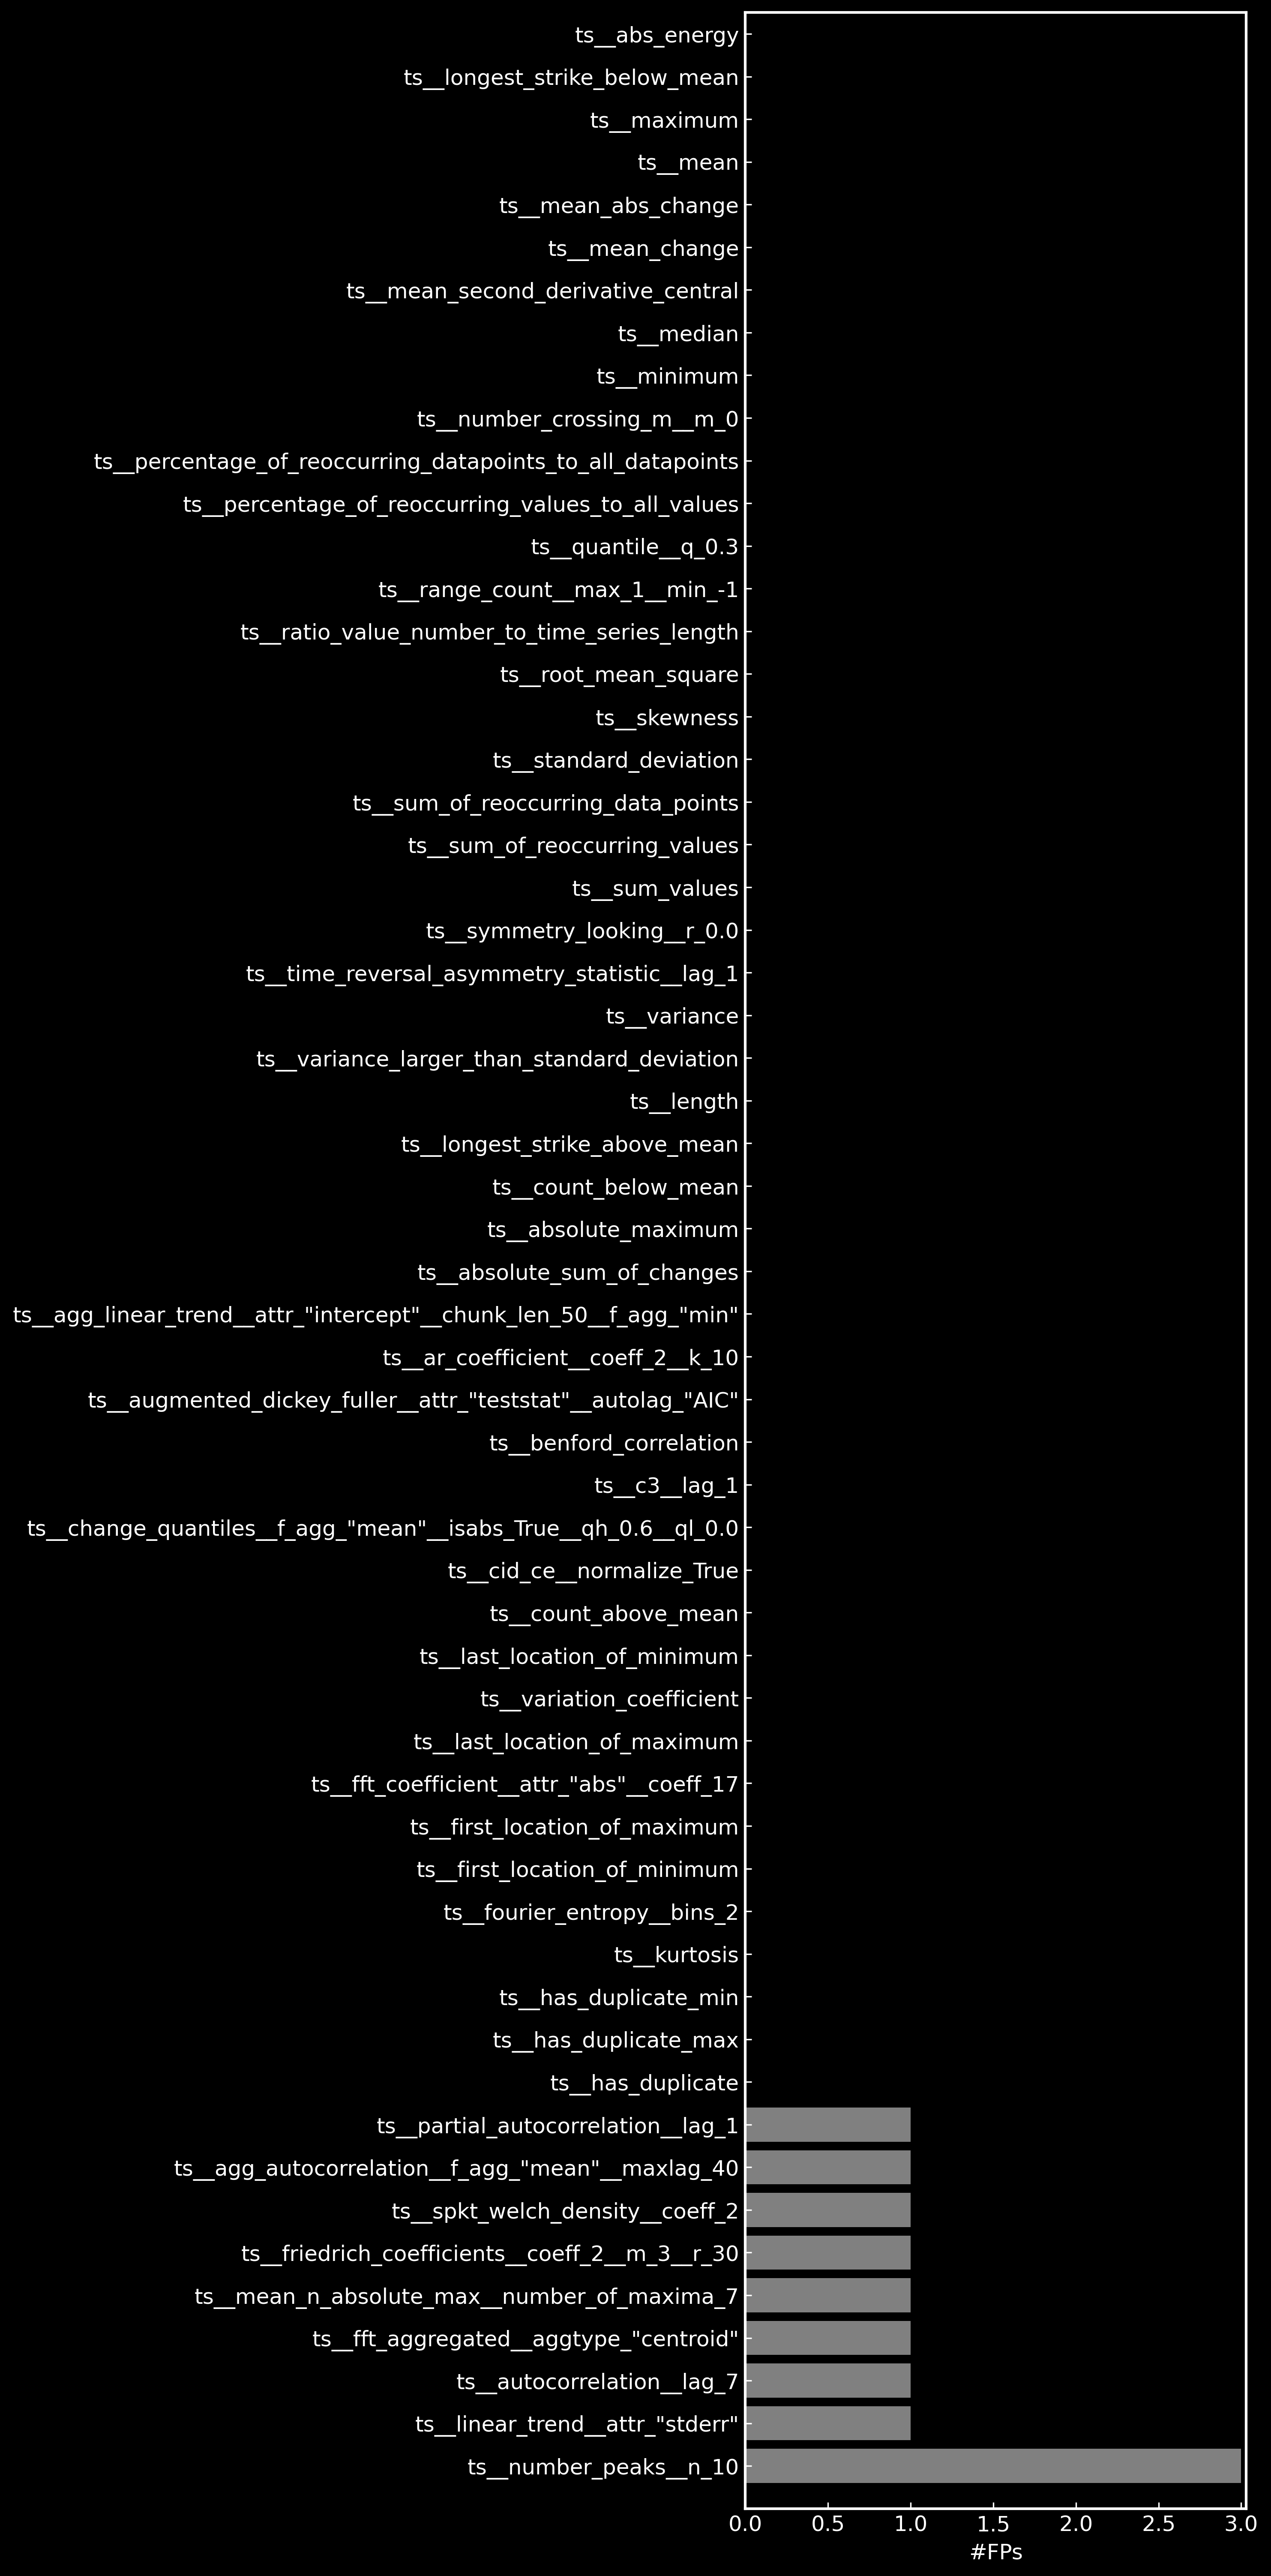 ts__abs_energy
ts__longest_strike_below_mean
ts__maximum
ts__mean
ts__mean_abs_change
ts__mean_change
ts__mean_second_derivative_central
ts__median
ts__minimum
ts__number_crossing_m__m_0
ts__percentage_of_reoccurring_datapoints_to_all_datapoints
ts__percentage_of_reoccurring_values_to_all_values
ts__quantile__q_0.3
ts__range_count__max_1__min_-1
ts__ratio_value_number_to_time_series_length
ts__root_mean_square
ts__skewness
ts__standard_deviation
ts__sum_of_reoccurring_data_points
ts__sum_of_reoccurring_values
ts__sum_values
ts__symmetry_looking__r_0.0
ts__time_reversal_asymmetry_statistic__lag_1
ts__variance
ts__variance_larger_than_standard_deviation
ts__length
ts__longest_strike_above_mean
ts__count_below_mean
ts__absolute_maximum
ts__absolute_sum_of_changes
ts__agg_linear_trend__attr_"intercept"__chunk_len_50__f_agg_"min"
ts__ar_coefficient__coeff_2__k_10
ts__augmented_dickey_fuller__attr_"teststat"__autolag_"AIC"
ts__benford_correlation
ts__c3__lag_1
ts__change_quantiles__f_agg_"mean"__isabs_True__qh_0.6__ql_0.0
ts__cid_ce__normalize_True
ts__count_above_mean
ts__last_location_of_minimum
ts__variation_coefficient
ts__last_location_of_maximum
ts__fft_coefficient__attr_"abs"__coeff_17
ts__first_location_of_maximum
ts__first_location_of_minimum
ts__fourier_entropy__bins_2
ts__kurtosis
ts__has_duplicate_min
ts__has_duplicate_max
ts__has_duplicate
ts__partial_autocorrelation__lag_1
ts__agg_autocorrelation__f_agg_"mean"__maxlag_40
ts__spkt_welch_density__coeff_2
ts__friedrich_coefficients__coeff_2__m_3__r_30
ts__mean_n_absolute_max__number_of_maxima_7
ts__fft_aggregated__aggtype_"centroid"
ts__autocorrelation__lag_7
ts__linear_trend__attr_"stderr"
ts__number_peaks__n_10
0.0 0.5 1.0 1.5 2.0 2.5 3.0
#FPs